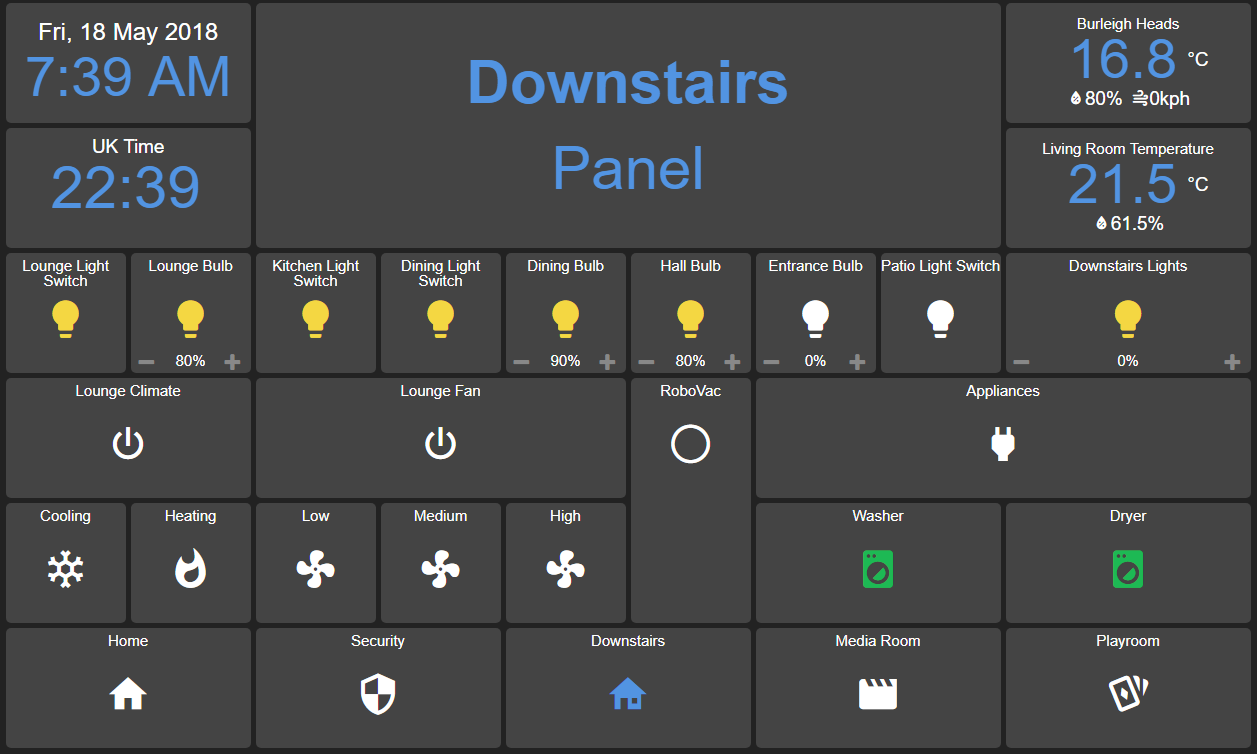 Fri, 18 May 2018
7:39 AM
Downstairs
Panel
Burleigh Heads
16.8 °C
80% 0kph
UK Time
22:39
Living Room Temperature
21.5 °C
61.5%
Lounge Light
Switch
Lounge Bulb
80%
Kitchen Light
Switch
Dining Light
Switch
Dining Bulb
90%
Hall Bulb
80%
Entrance Bulb
0%
Patio Light Switch
Downstairs Lights
0%
Lounge Climate
Lounge Fan
RoboVac
Appliances
Cooling
Heating
Low
Medium
High
Washer
Dryer
Home
Security
Downstairs
Media Room
Playroom